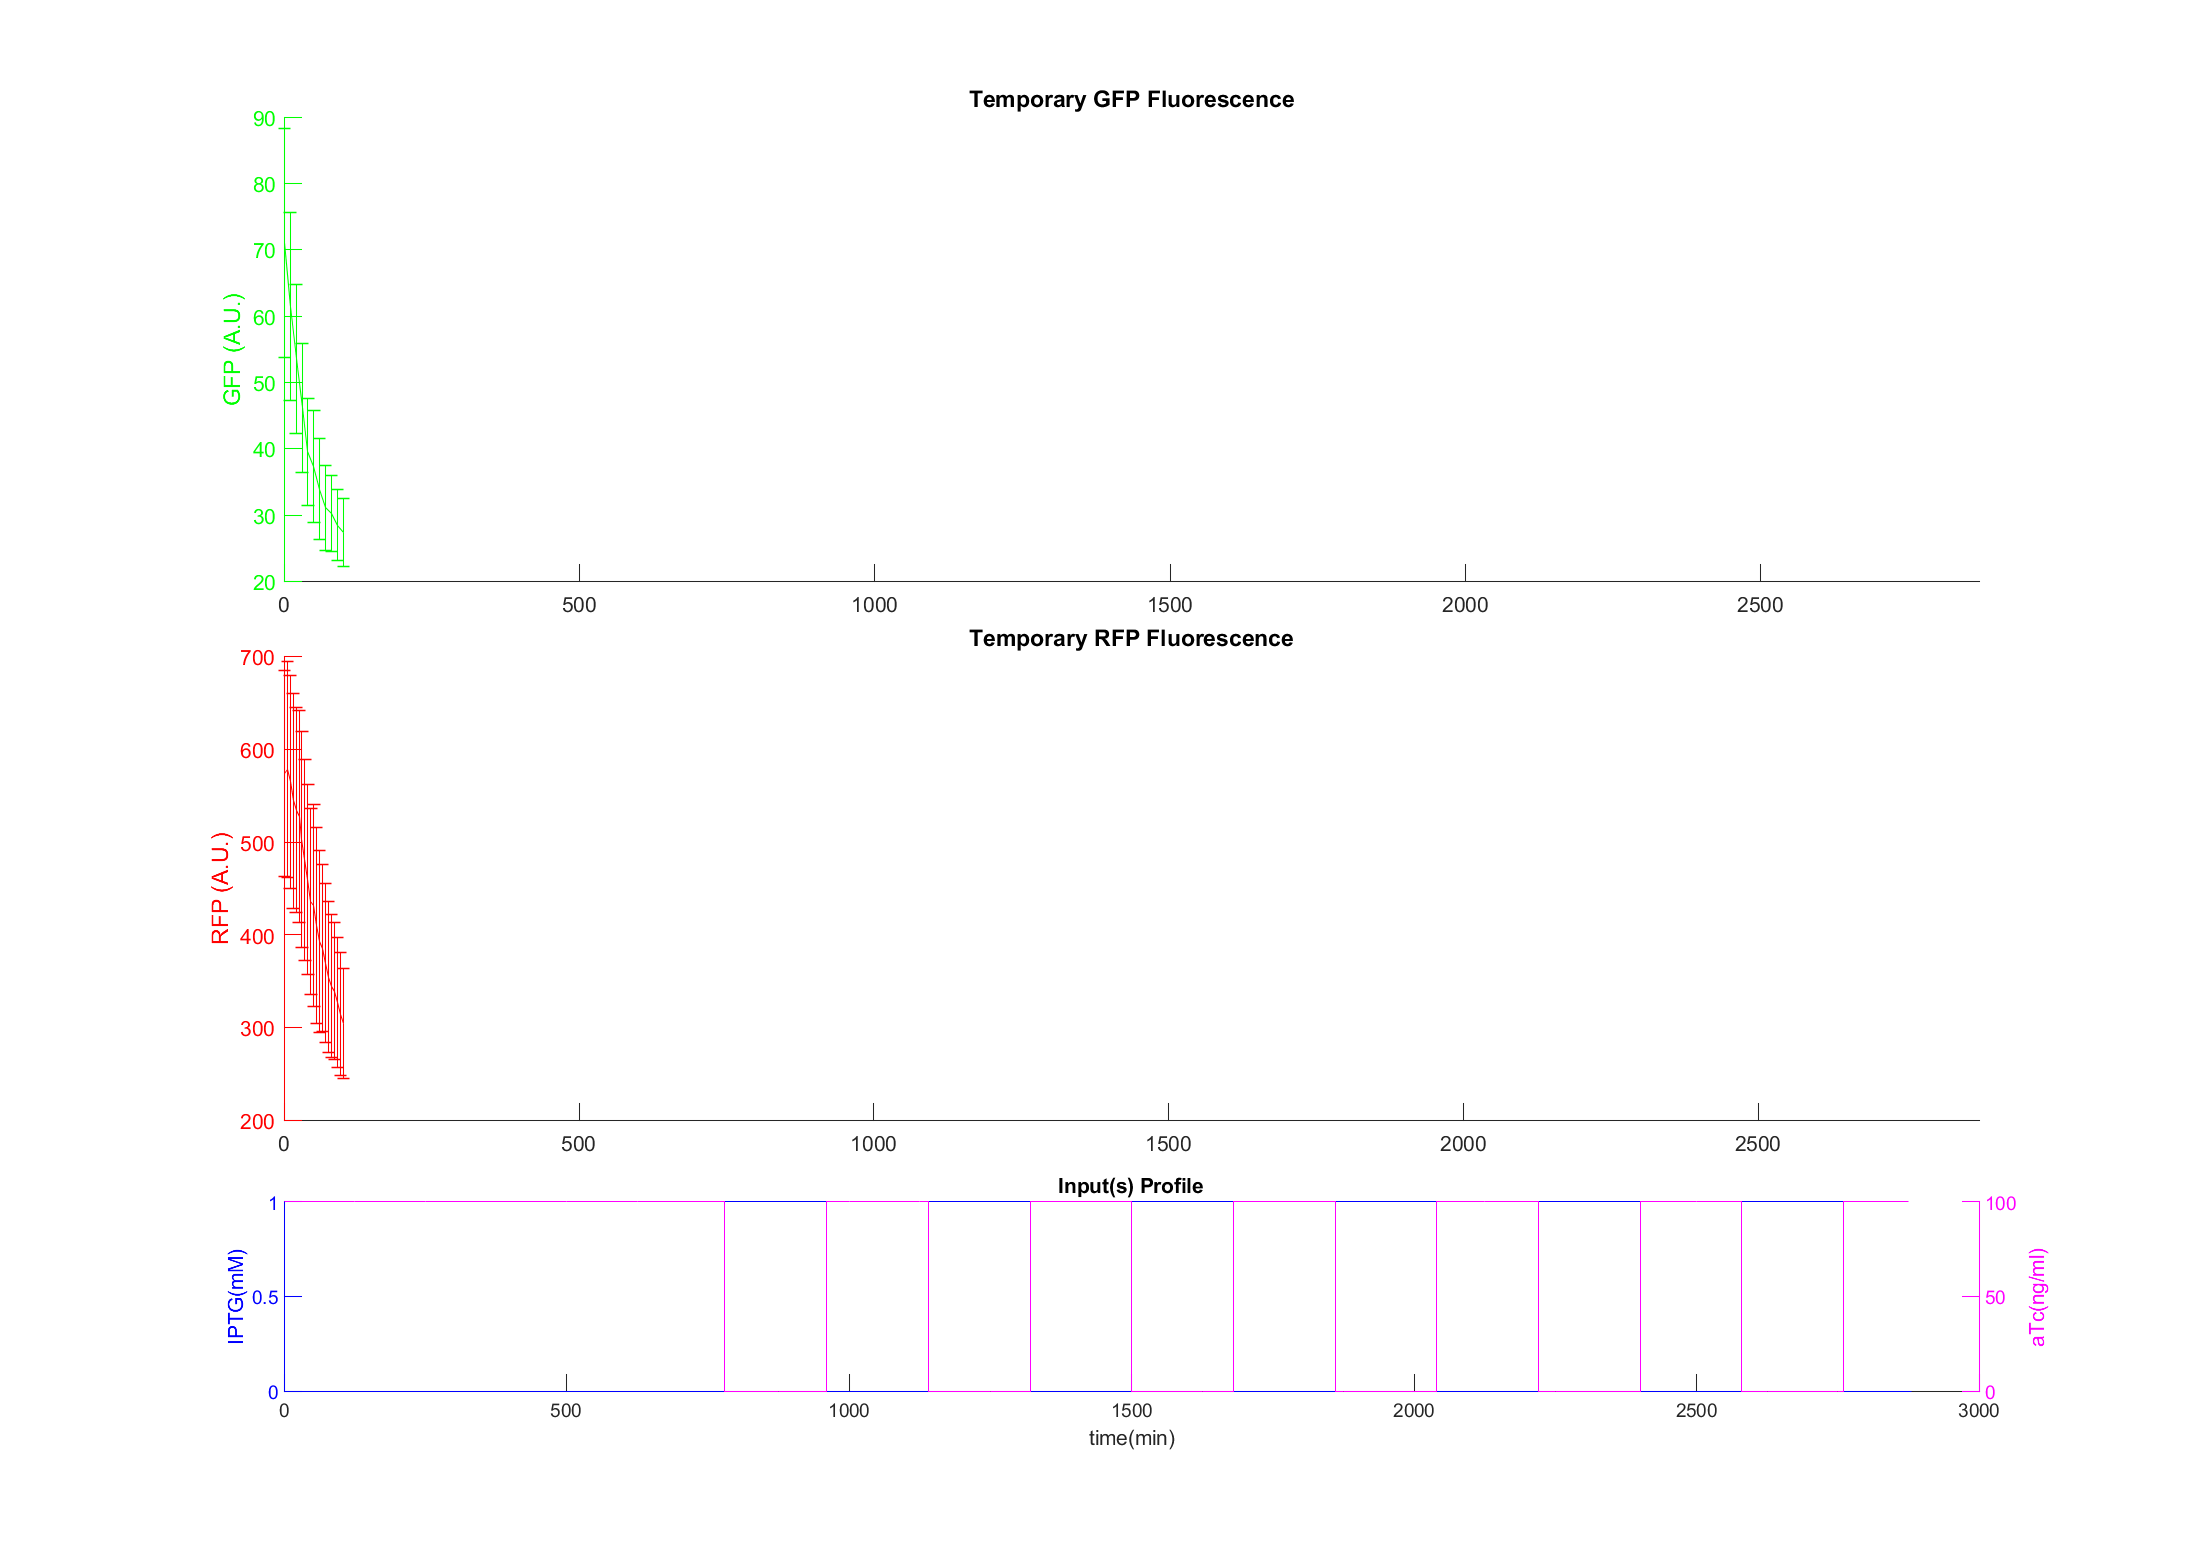 Temporary GFP Fluorescence
90
80
70
60
50
40
30
20
GFP (A.U.)
0 500 1000 1500 2000 2500
Temporary RFP Fluorescence
700
600
500
400
300
200
RFP (A.U.)
0 500 1000 1500 2000 2500
Input(s) Profile
1
0.5
0
IPTG(mM)
100
50
0
aTc(ng/ml)
0 500 1000 1500 2000 2500 3000
time(min)